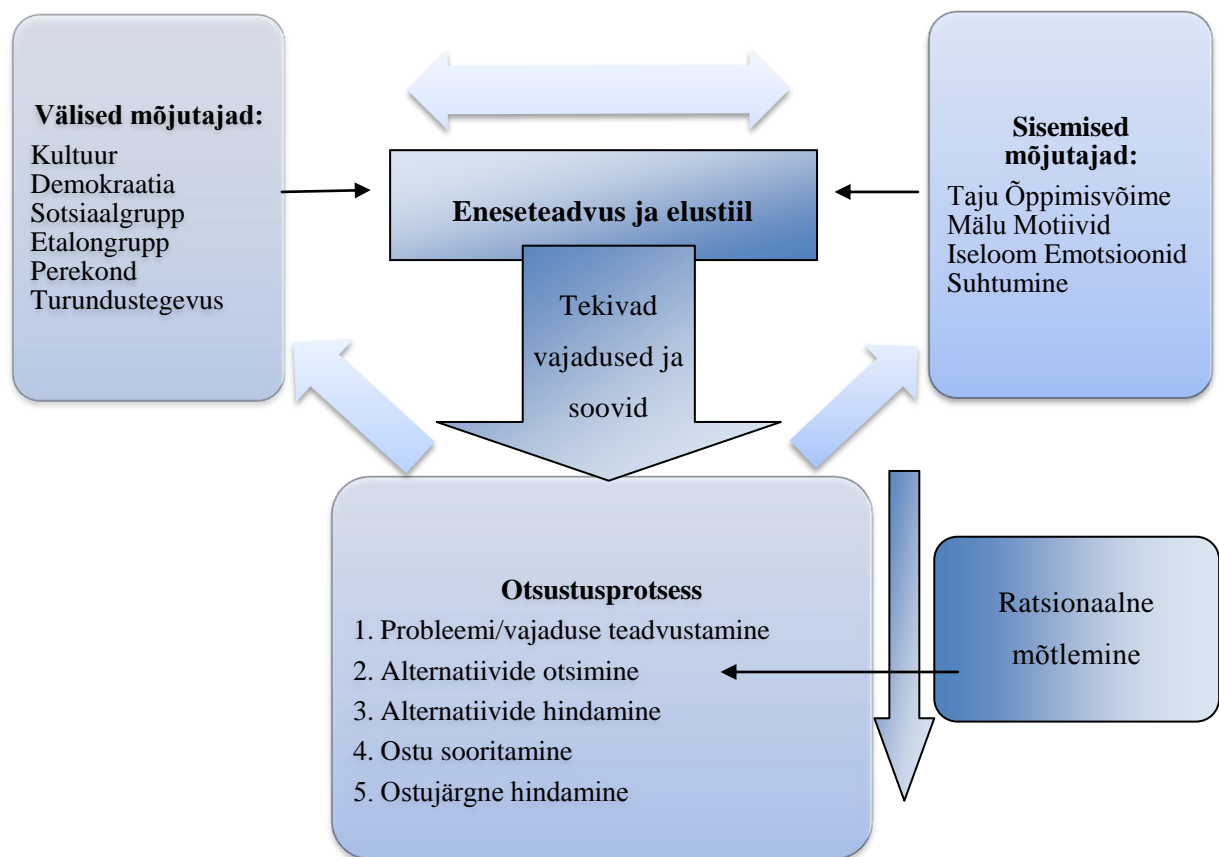 Välised mõjutajad:
Kultuur
Demokraatia
Sotsiaalgrupp
Etalongrupp
Perekond
Turundustegevus
Eneseteadvus ja elustiil
Sisemised
mõjutajad:
Taju Õppimisvõime
Mälu Motiivid
Iseloom Emotsioonid
Suhtumine
Tekivad
vajadused ja
soovid
Otsustusprotsess
1. Probleemi/vajaduse teadvustamine
2. Alternatiivide otsimine
3. Alternatiivide hindamine
4. Ostu sooritamine
5. Ostujärgne hindamine
Ratsionaalne
mõtlemine